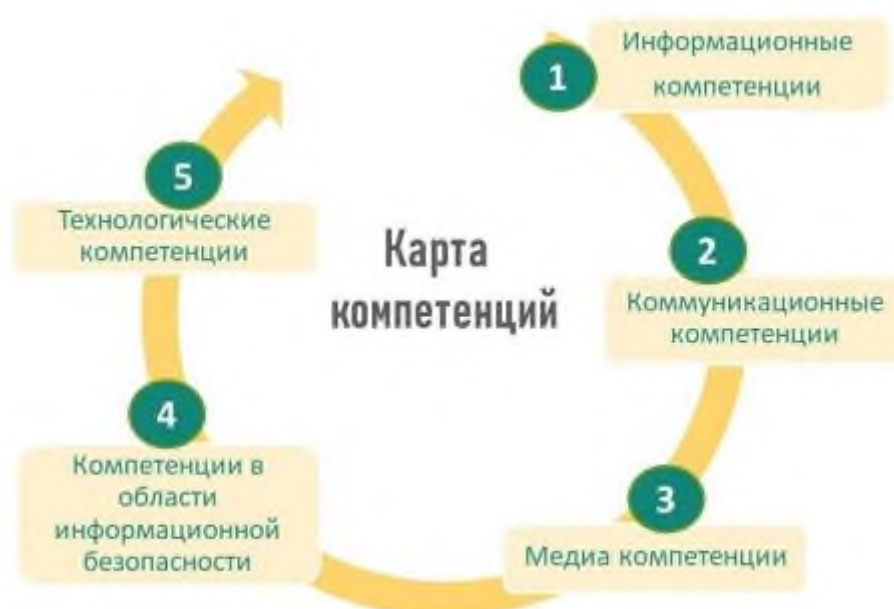 Карта
компетенций
1
Информационные
компетенции
2
Коммуникационные
компетенции
3
Медиа компетенции
4
Компетенции в
области
информационной
безопасности
5
Технологические
компетенции